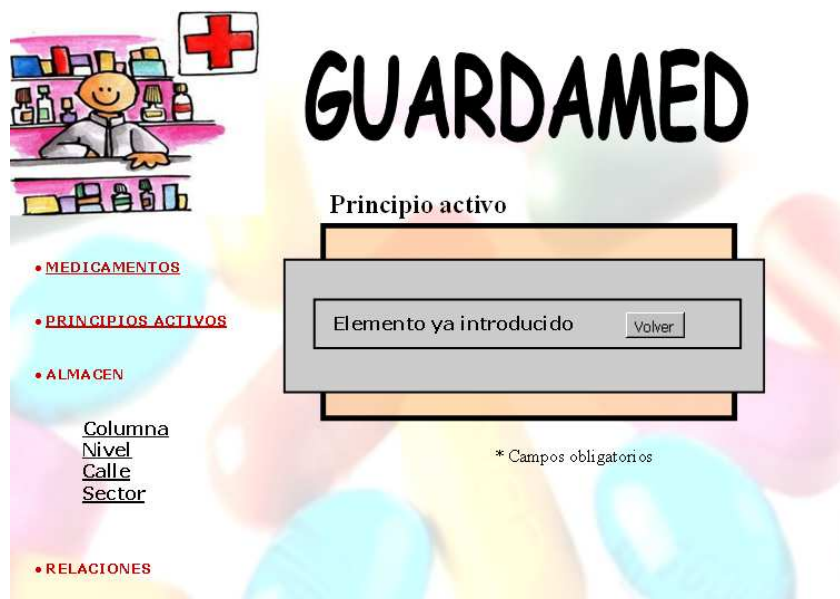 GUARDAMED
Principio activo
• MEDICAMENTOS
• PRINCIPIOS ACTIVOS
• ALMACEN
Columna
Nivel
Calle
Sector
• RELACIONES
Elemento ya introducido
Volver
* Campos obligatorios